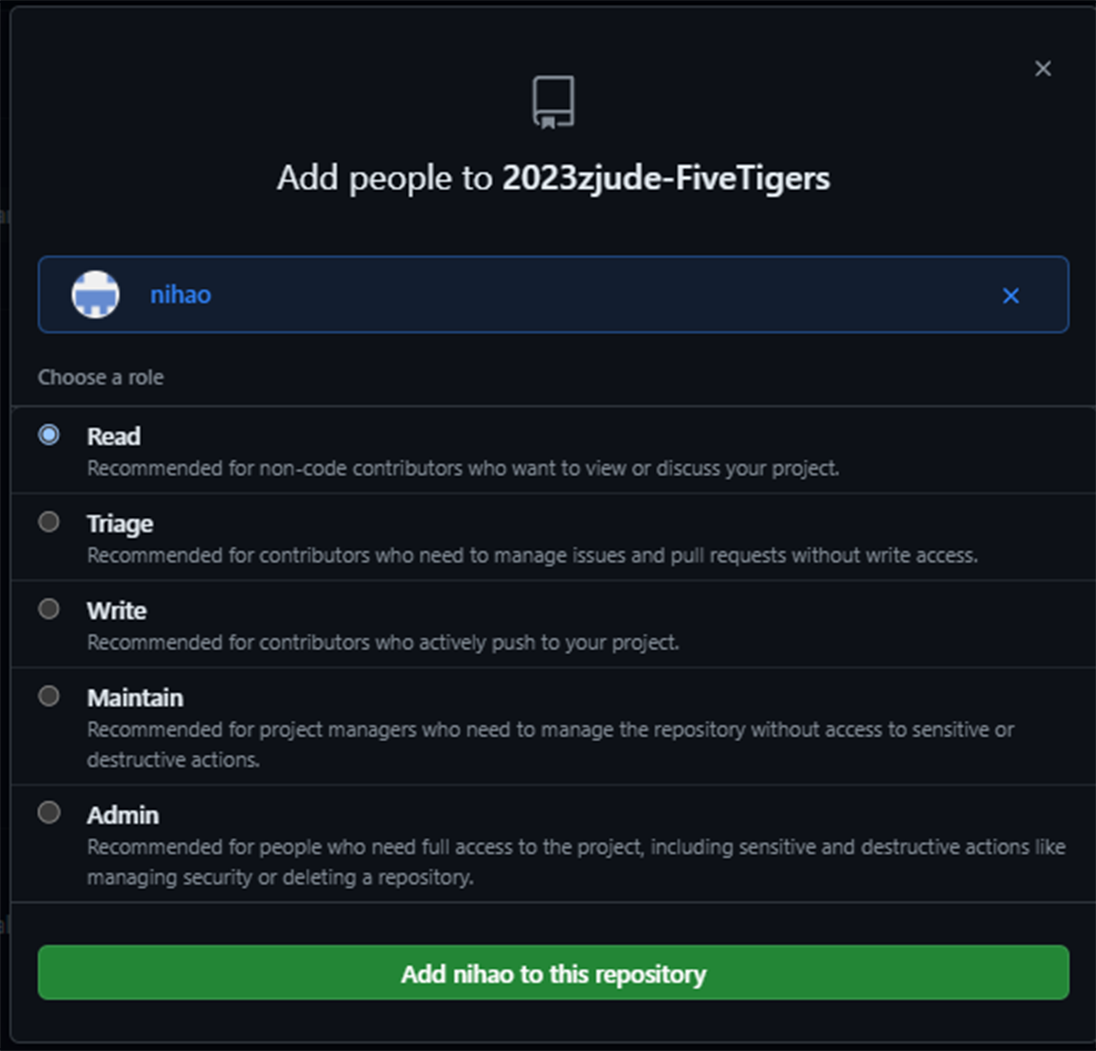 Add people to 2023zjude-FiveTigers
nihao
Choose a role
Read
Recommended for non-code contributors who want to view or discuss your project.
Triage
Recommended for contributors who need to manage issues and pull requests without write access.
Write
Recommended for contributors who actively push to your project.
Maintain
Recommended for project managers who need to manage the repository without access to sensitive or
destructive actions.
Admin
Recommended for people who need full access to the project, including sensitive and destructive actions like
managing security or deleting a repository.
Add nihao to this repository